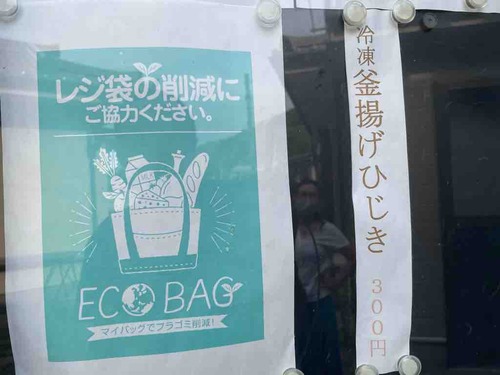 レジ袋の削減に
ご協力ください。
MILK
ECO BAG
マイバッグでプラゴミ削減!
冷凍釜揚げひじき 300円